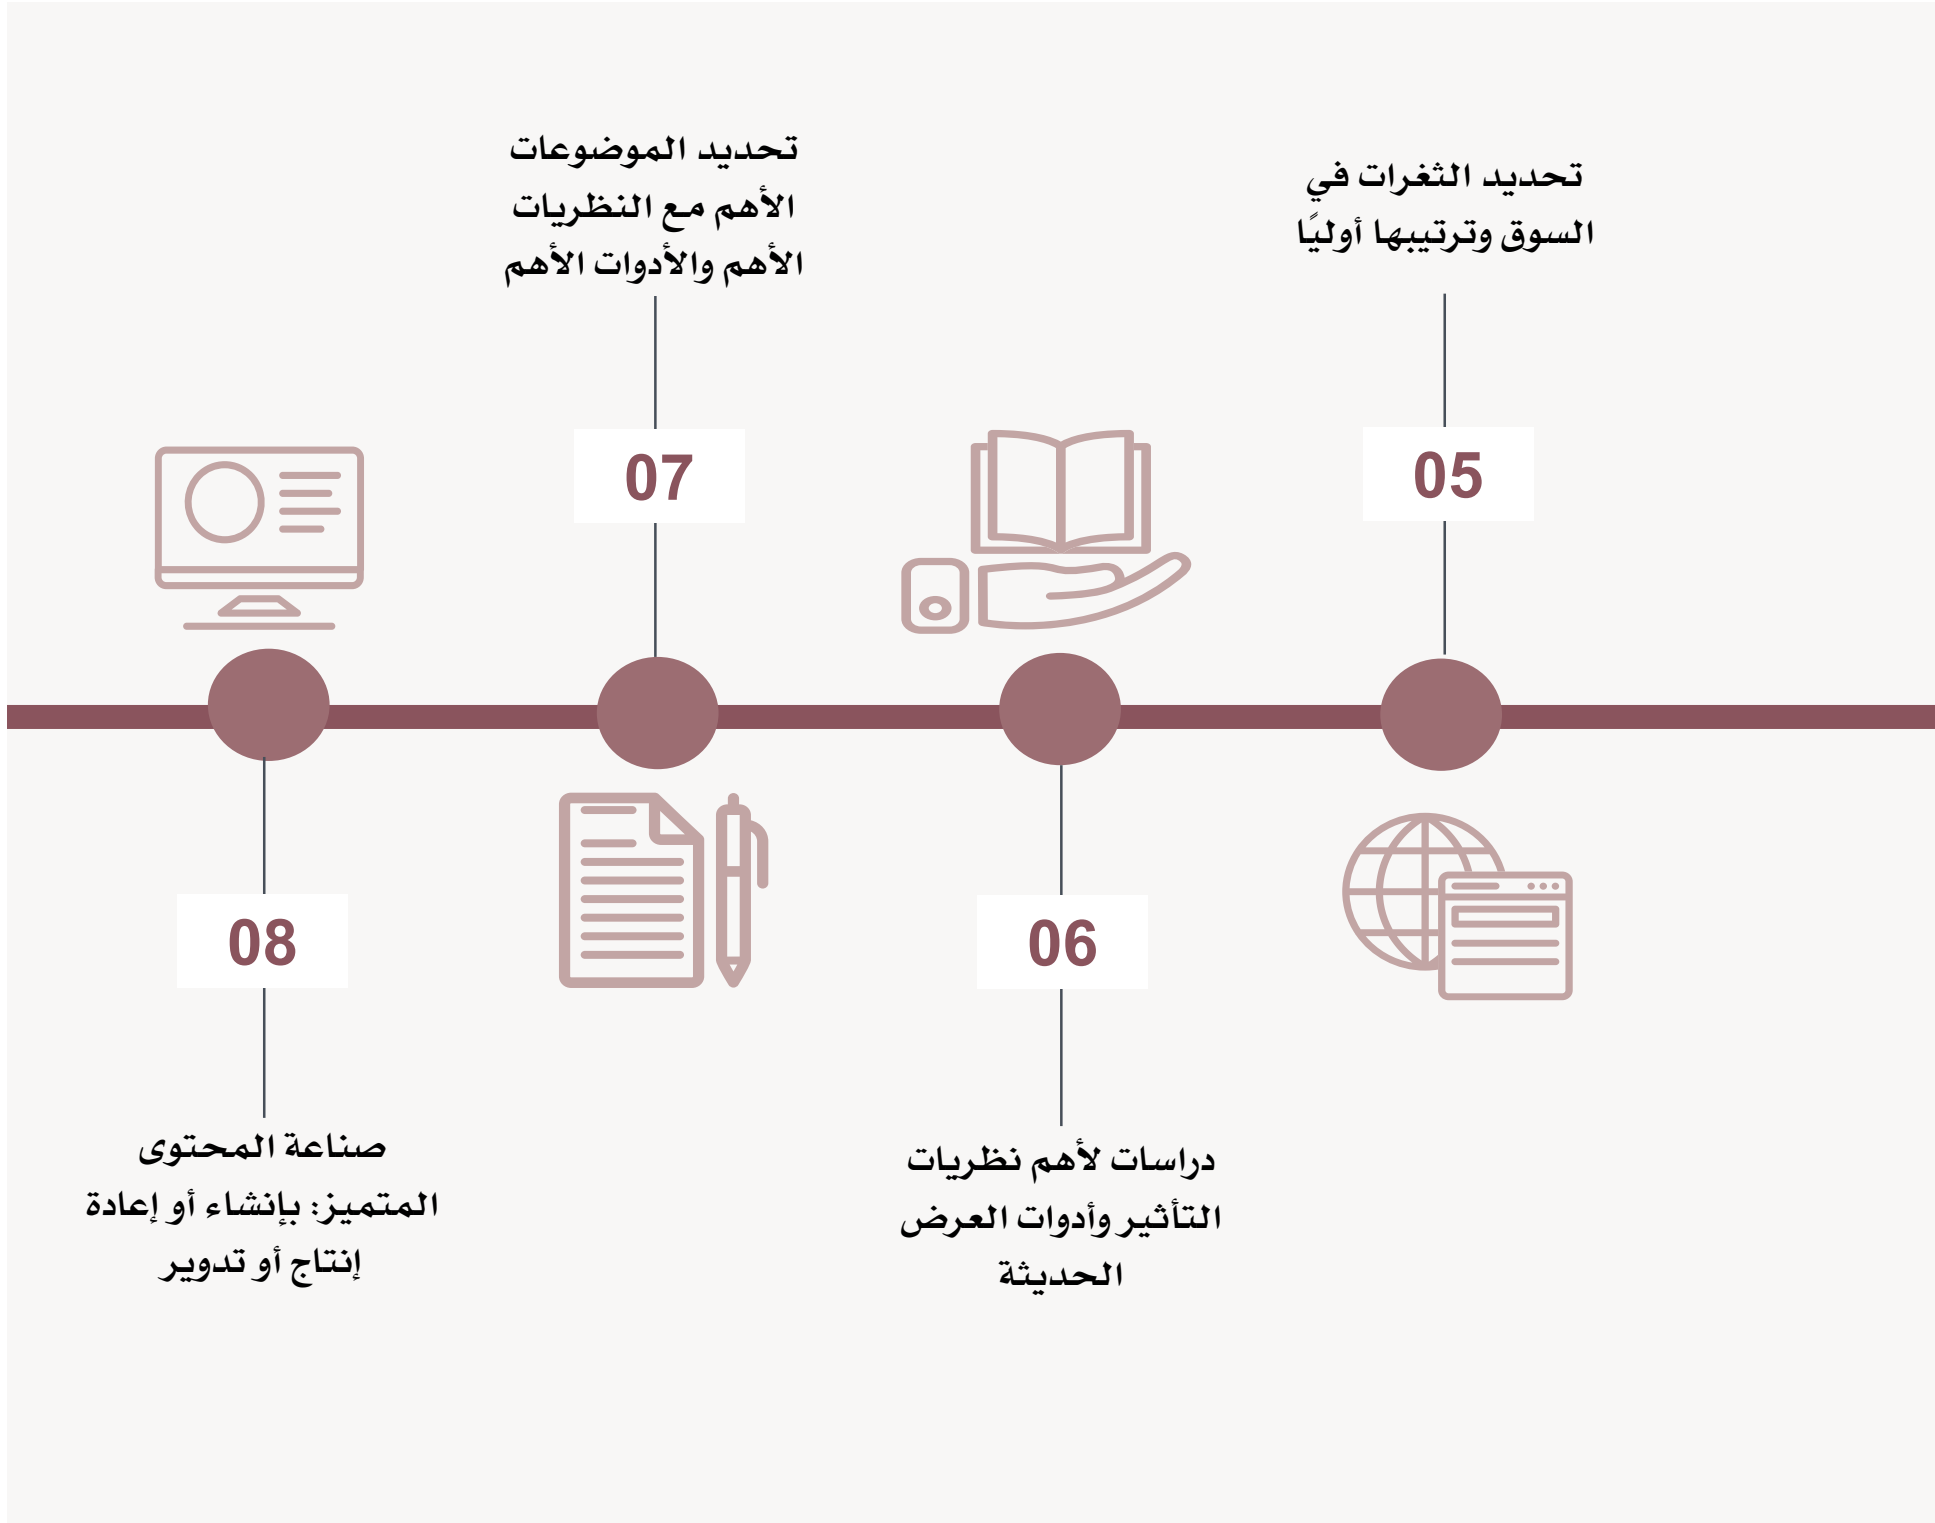 05
تحديد الثغرات في
السوق وترتيبها أوليًا
06
دراسات لأهم نظريات
التأثير وأدوات العرض
الحديثة
07
تحديد الموضوعات
الأهم مع النظريات
الأهم والأدوات الأهم
08
صناعة المحتوى
المتميز: بإنشاء أو إعادة
إنتاج أو تدوير